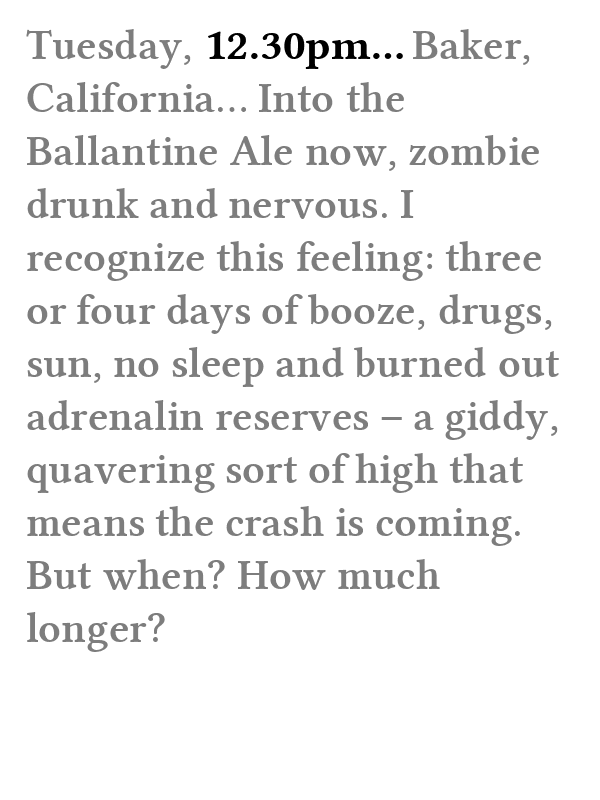 Tuesday, 12.30pm... Baker,
California... Into the
Ballantine Ale now, zombie
drunk and nervous. I
recognize this feeling: three
or four days of booze, drugs,
sun, no sleep and burned out
adrenalin reserves – a giddy,
quavering sort of high that
means the crash is coming.
But when? How much
longer?